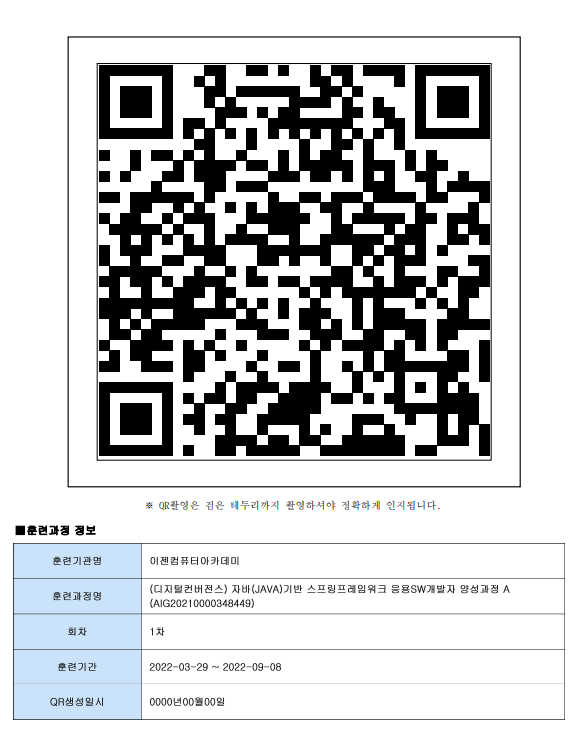 ※ QR촬영은 검은 테두리까지 촬영하셔야 정확하게 인지됩니다.
■훈련과정 정보
훈련기관명 이젠컴퓨터아카데미
훈련과정명 (디지털컨버전스) 자바(JAVA)기반 스프링프레임워크 응용SW개발자 양성과정 A
(AIG20210000348449)
회차 1차
훈련기간 2022-03-29 ~ 2022-09-08
QR생성일시 0000년00월00일